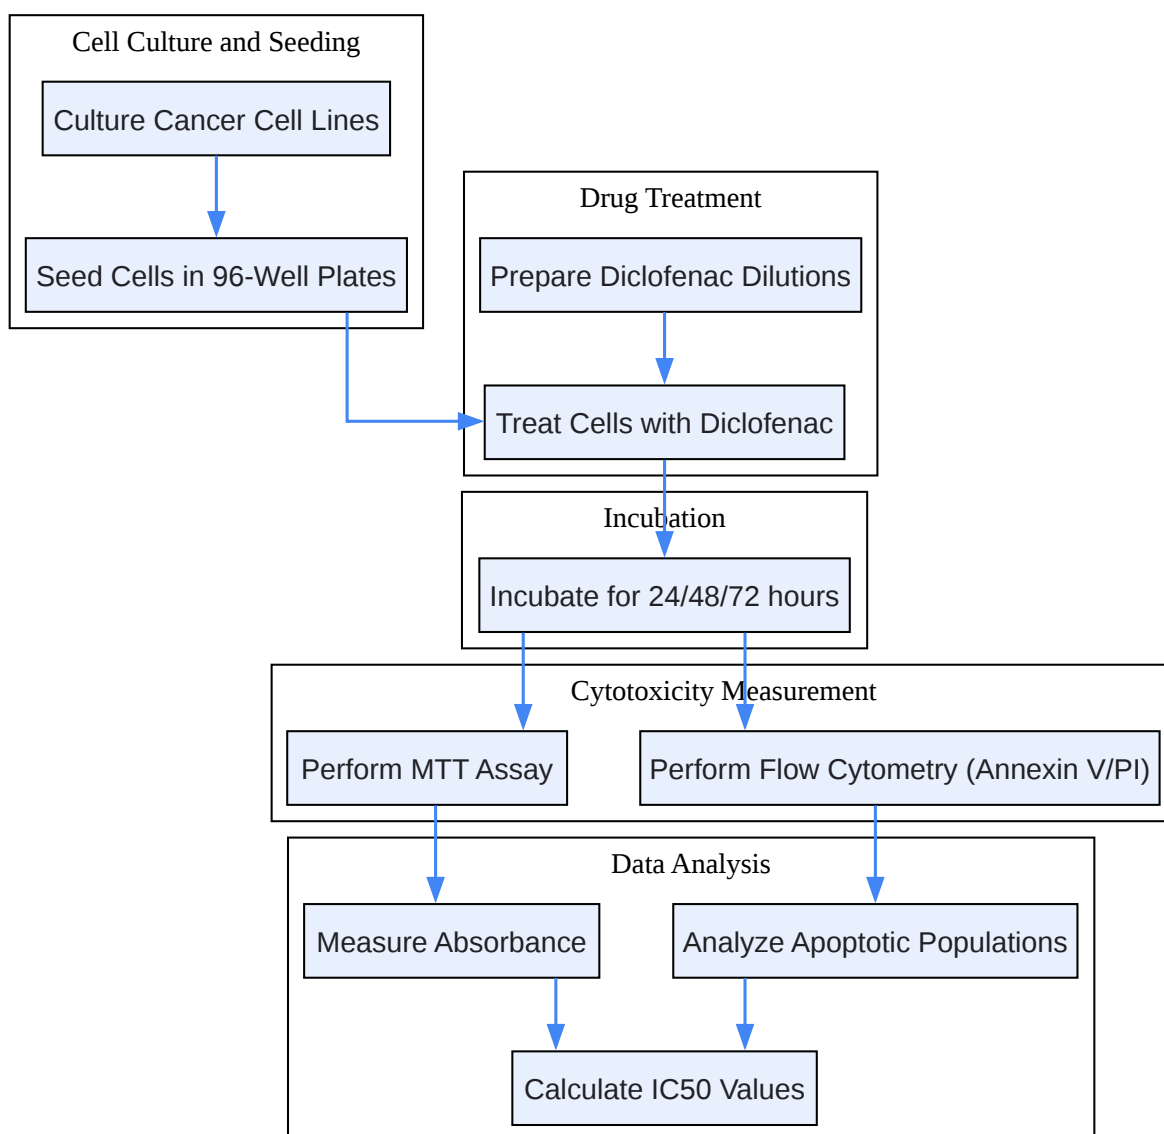 Cell Culture and Seeding
Culture Cancer Cell Lines
Seed Cells in 96-Well Plates
Drug Treatment
Prepare Diclofenac Dilutions
Treat Cells with Diclofenac
Incubation
Incubate for 24/48/72 hours
Cytotoxicity Measurement
Perform MTT Assay
Perform Flow Cytometry (Annexin V/PI)
Data Analysis
Measure Absorbance
Analyze Apoptotic Populations
Calculate IC50 Values